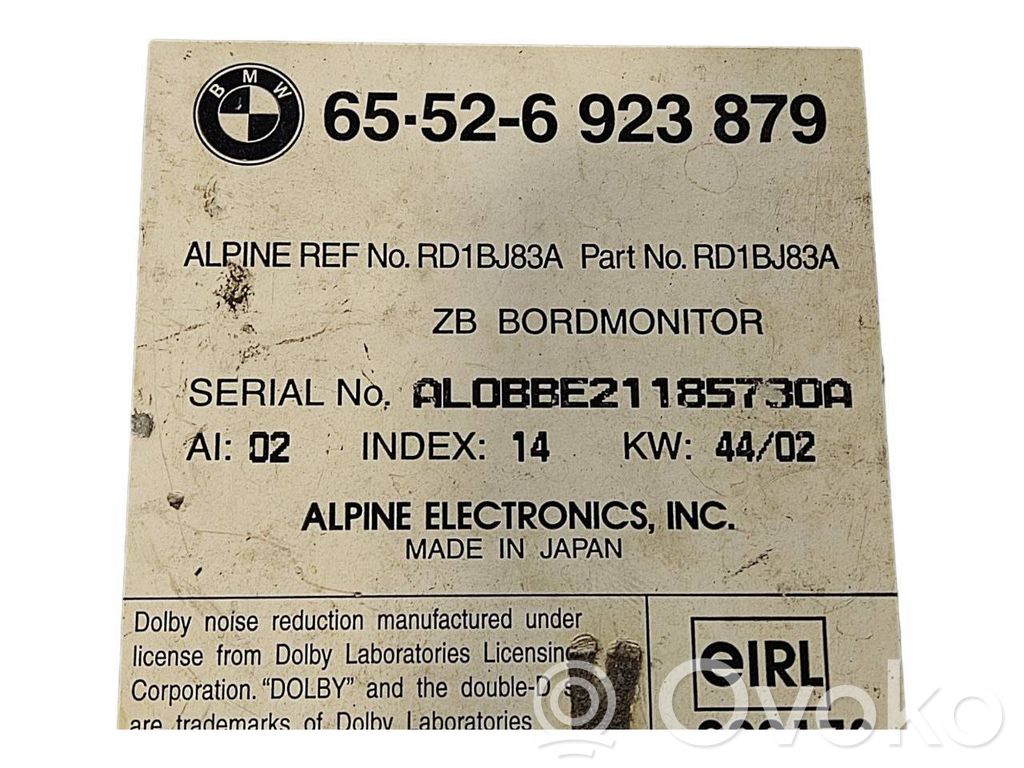 BMW 65·52-6 923 879
ALPINE REF No. RD1BJ83A Part No. RD1BJ83A
ZB BORDMONITOR
SERIAL No. AL0BBE21185730A
AI: 02 INDEX: 14 KW: 44/02
ALPINE ELECTRONICS, INC.
MADE IN JAPAN
Dolby noise reduction manufactured under
license from Dolby Laboratories Licensing
Corporation. "DOLBY" and the double-D
are trademarks of Dolby Laboratories
eIRL
Ovoko